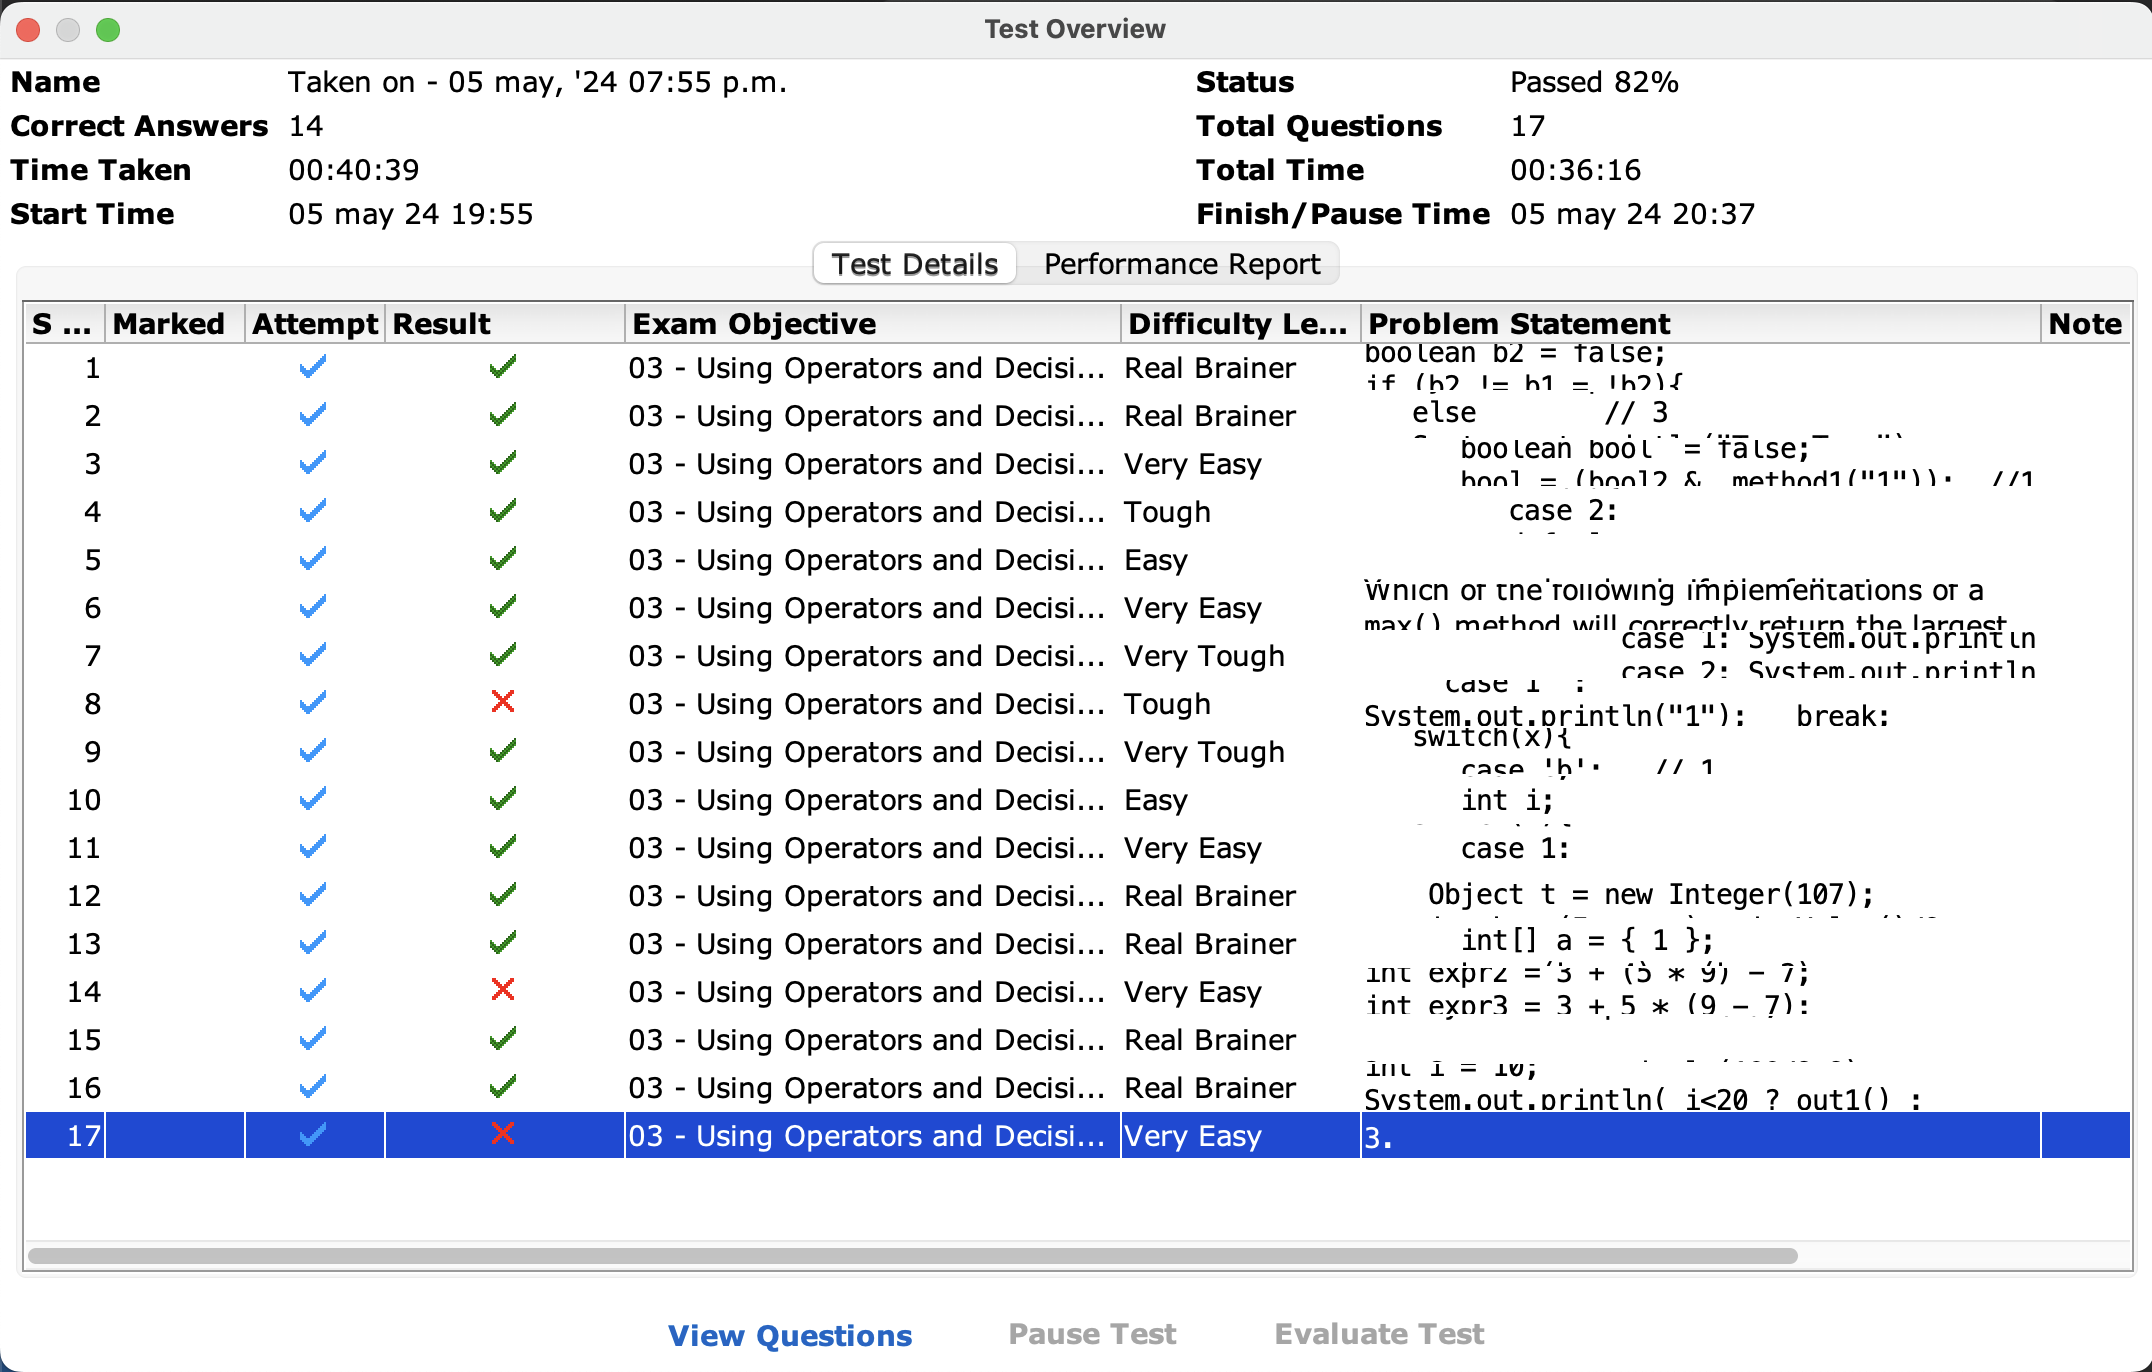 Test Overview
Name Taken on - 05 may, '24 07:55 p.m. Status Passed 82%
Correct Answers 14 Total Questions 17
Time Taken 00:40:39 Total Time 00:36:16
Start Time 05 may 24 19:55 Finish/Pause Time 05 may 24 20:37
Test Details Performance Report
S ... Marked Attempt Result Exam Objective Difficulty Le... Problem Statement Note
1 03 - Using Operators and Decisi... Real Brainer boolean b2 = false;
if (b2 != b1 = !b2){
2 03 - Using Operators and Decisi... Real Brainer else // 3
3 03 - Using Operators and Decisi... Very Easy boolean bool = false;
bool = (bool2 & method1("1")); //1
4 03 - Using Operators and Decisi... Tough case 2:
5 03 - Using Operators and Decisi... Easy
6 03 - Using Operators and Decisi... Very Easy Which of the following implementations of a
max() method will correctly return the largest
7 03 - Using Operators and Decisi... Very Tough case 1: System.out.println
case 2: System.out.println
8 03 - Using Operators and Decisi... Tough case 1 :
System.out.println("1"); break;
9 03 - Using Operators and Decisi... Very Tough switch(x){
case 'b': // 1
10 03 - Using Operators and Decisi... Easy int i;
11 03 - Using Operators and Decisi... Very Easy case 1:
12 03 - Using Operators and Decisi... Real Brainer Object t = new Integer(107);
13 03 - Using Operators and Decisi... Real Brainer int[] a = { 1 };
14 03 - Using Operators and Decisi... Very Easy int expr2 = 3 + (5 * 9) - 7;
int expr3 = 3 + 5 * (9 - 7);
15 03 - Using Operators and Decisi... Real Brainer
16 03 - Using Operators and Decisi... Real Brainer int i = 10;
System.out.println( i<20 ? out1() :
17 03 - Using Operators and Decisi... Very Easy 3.
View Questions Pause Test Evaluate Test